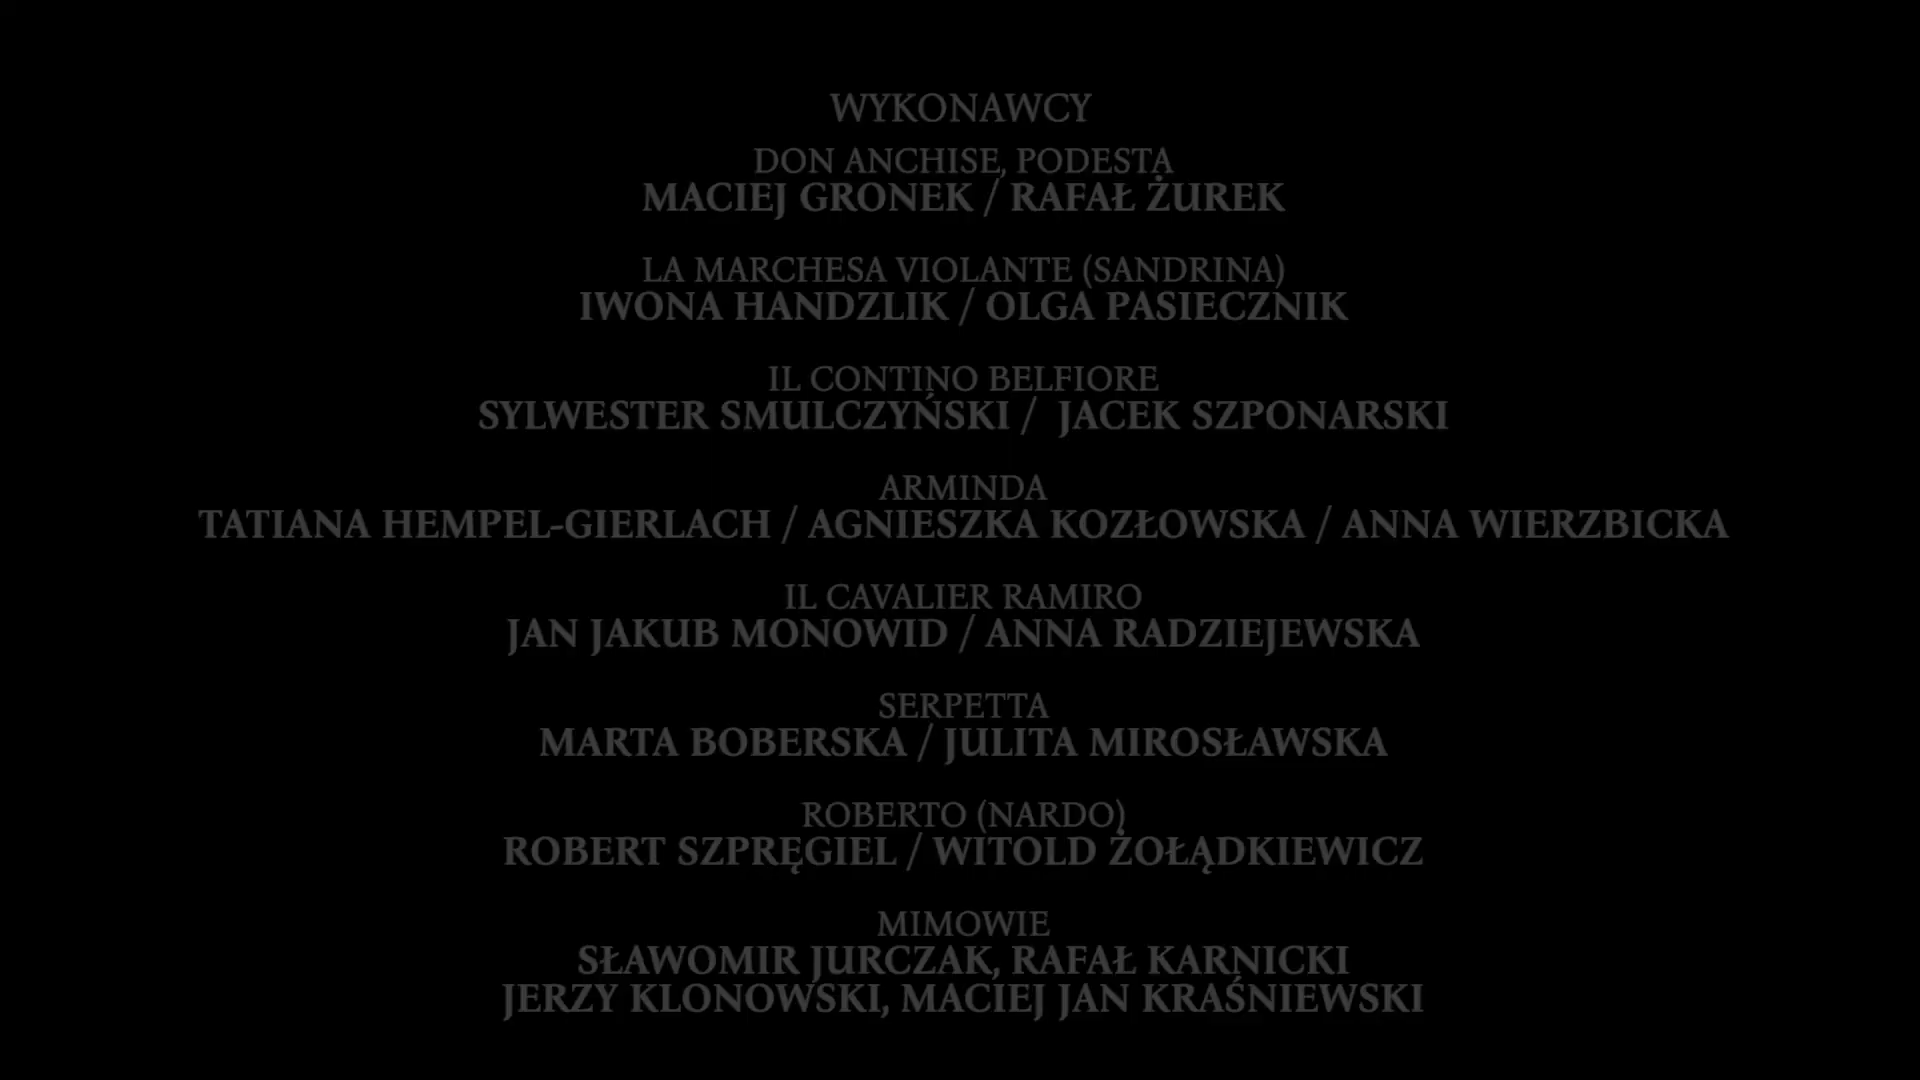 WYKONAWCY
DON ANCHISE, PODESTA
MACIEJ GRONEK / RAFAŁ ŻUREK
LA MARCHESA VIOLANTE (SANDRINA)
IWONA HANDZLIK / OLGA PASIECZNIK
IL CONTINO BELFIORE
SYLWESTER SMULCZYŃSKI / JACEK SZPONARSKI
ARMINDA
TATIANA HEMPEL-GIERLACH / AGNIESZKA KOZŁOWSKA / ANNA WIERZBICKA
IL CAVALIER RAMIRO
JAN JAKUB MONOWID / ANNA RADZIEJEWSKA
SERPETTA
MARTA BOBERSKA / JULITA MIROSŁAWSKA
ROBERTO (NARDO)
ROBERT SZPRĘGIEL / WITOLD ŻOŁĄDKIEWICZ
MIMOWIE
SŁAWOMIR JURCZAK, RAFAŁ KARNICKI
JERZY KLONOWSKI, MACIEJ JAN KRAŚNIEWSKI